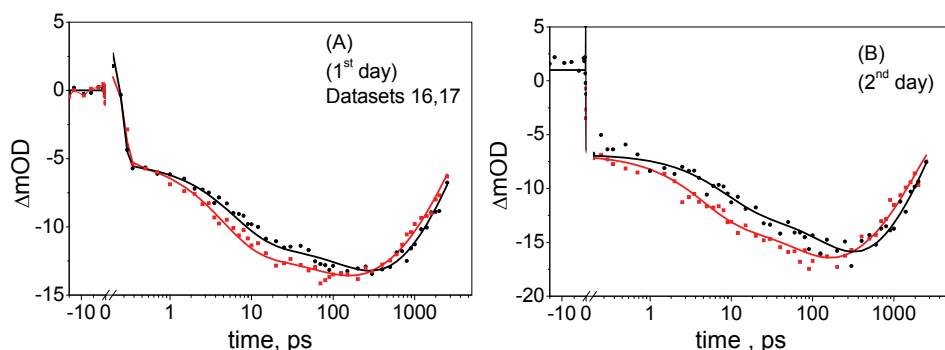 5
0
-5
-10
-15
ΔmOD
(A)
(1st day)
Datasets 16,17
-10 0
1
10
100
1000
time, ps
5
0
-5
-10
-15
-20
ΔmOD
(B)
(2nd day)
-10 0
1
10
100
1000
time , ps